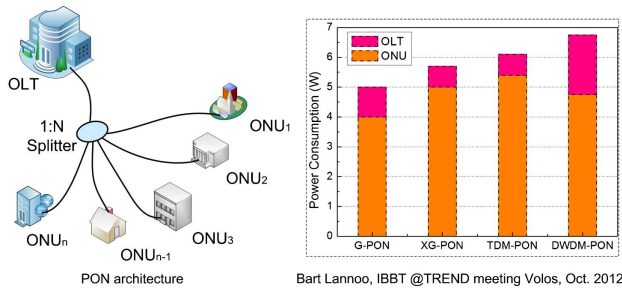 OLT
1:N
Splitter
ONU1
ONU2
ONU3
ONUn-1
ONUn
PON architecture
Power Consumption (W)
7
6
5
4
3
2
1
0
OLT
ONU
G-PON XG-PON TDM-PON DWDM-PON
Bart Lannoo, IBBT @TREND meeting Volos, Oct. 2012